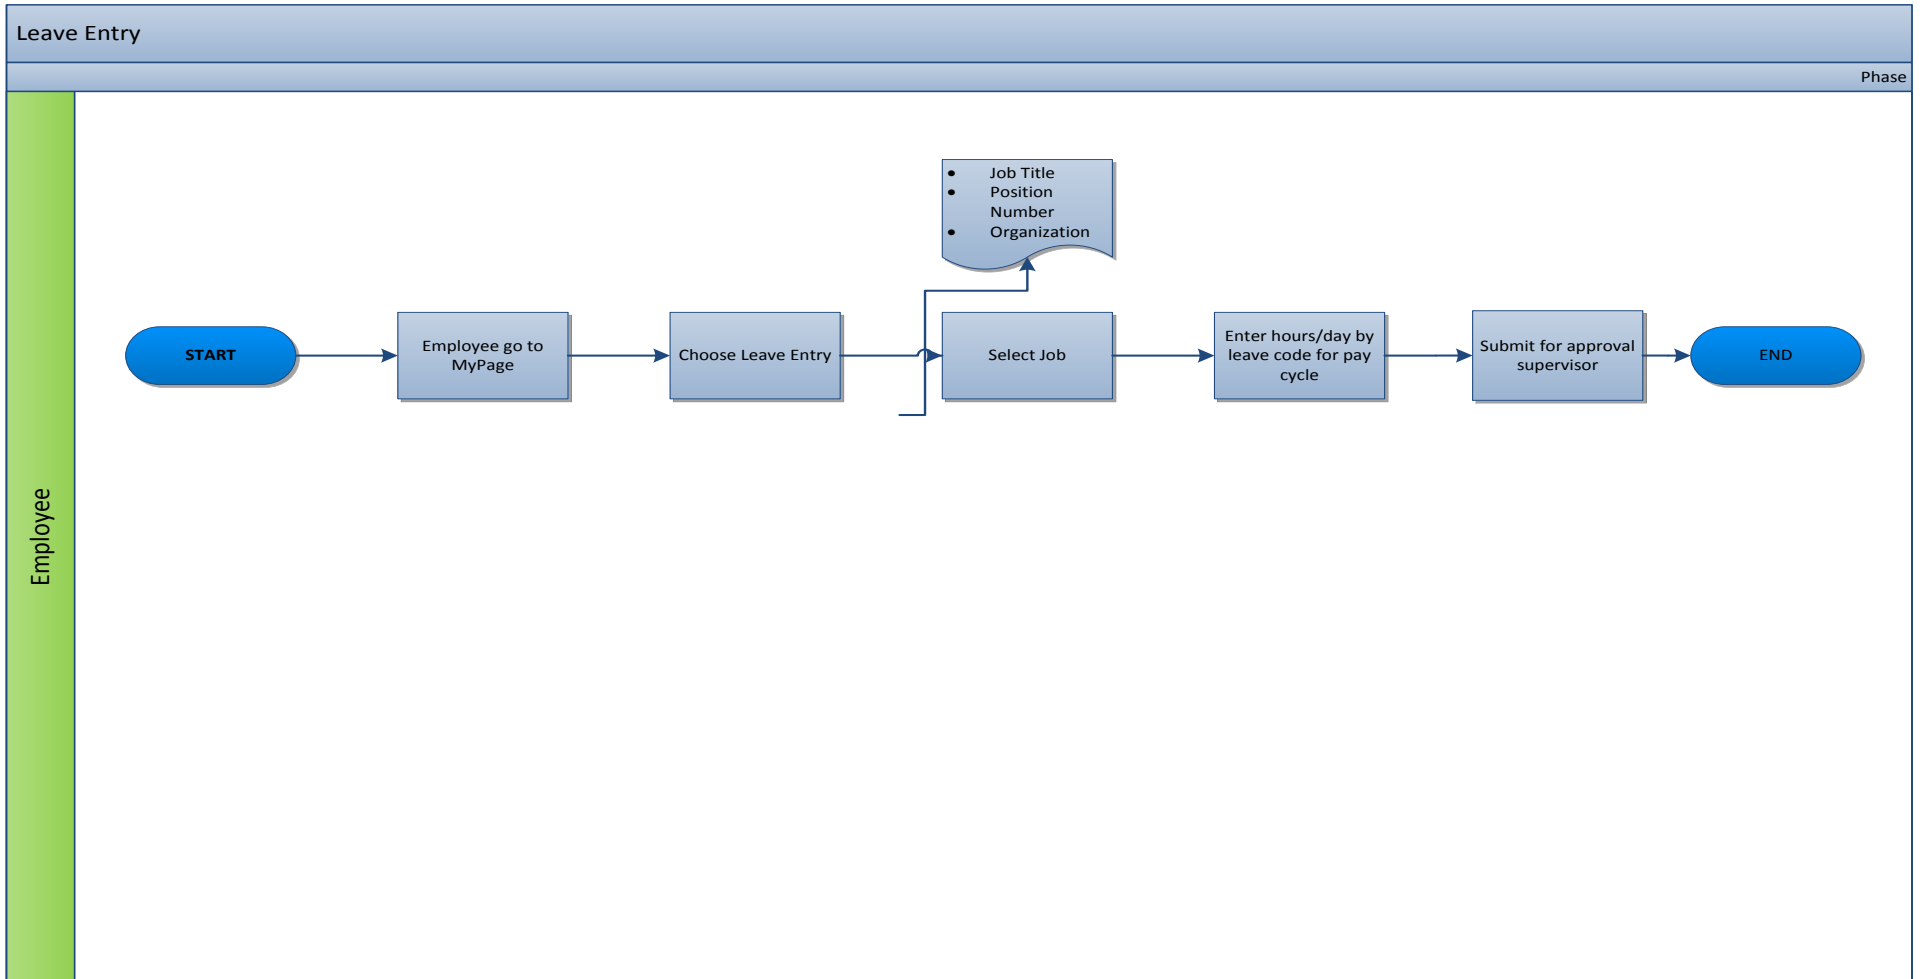 Leave Entry
Phase
Employee
• Job Title
• Position
Number
• Organization
START
Employee go to
MyPage
Choose Leave Entry
Select Job
Enter hours/day by
leave code for pay
cycle
Submit for approval
supervisor
END